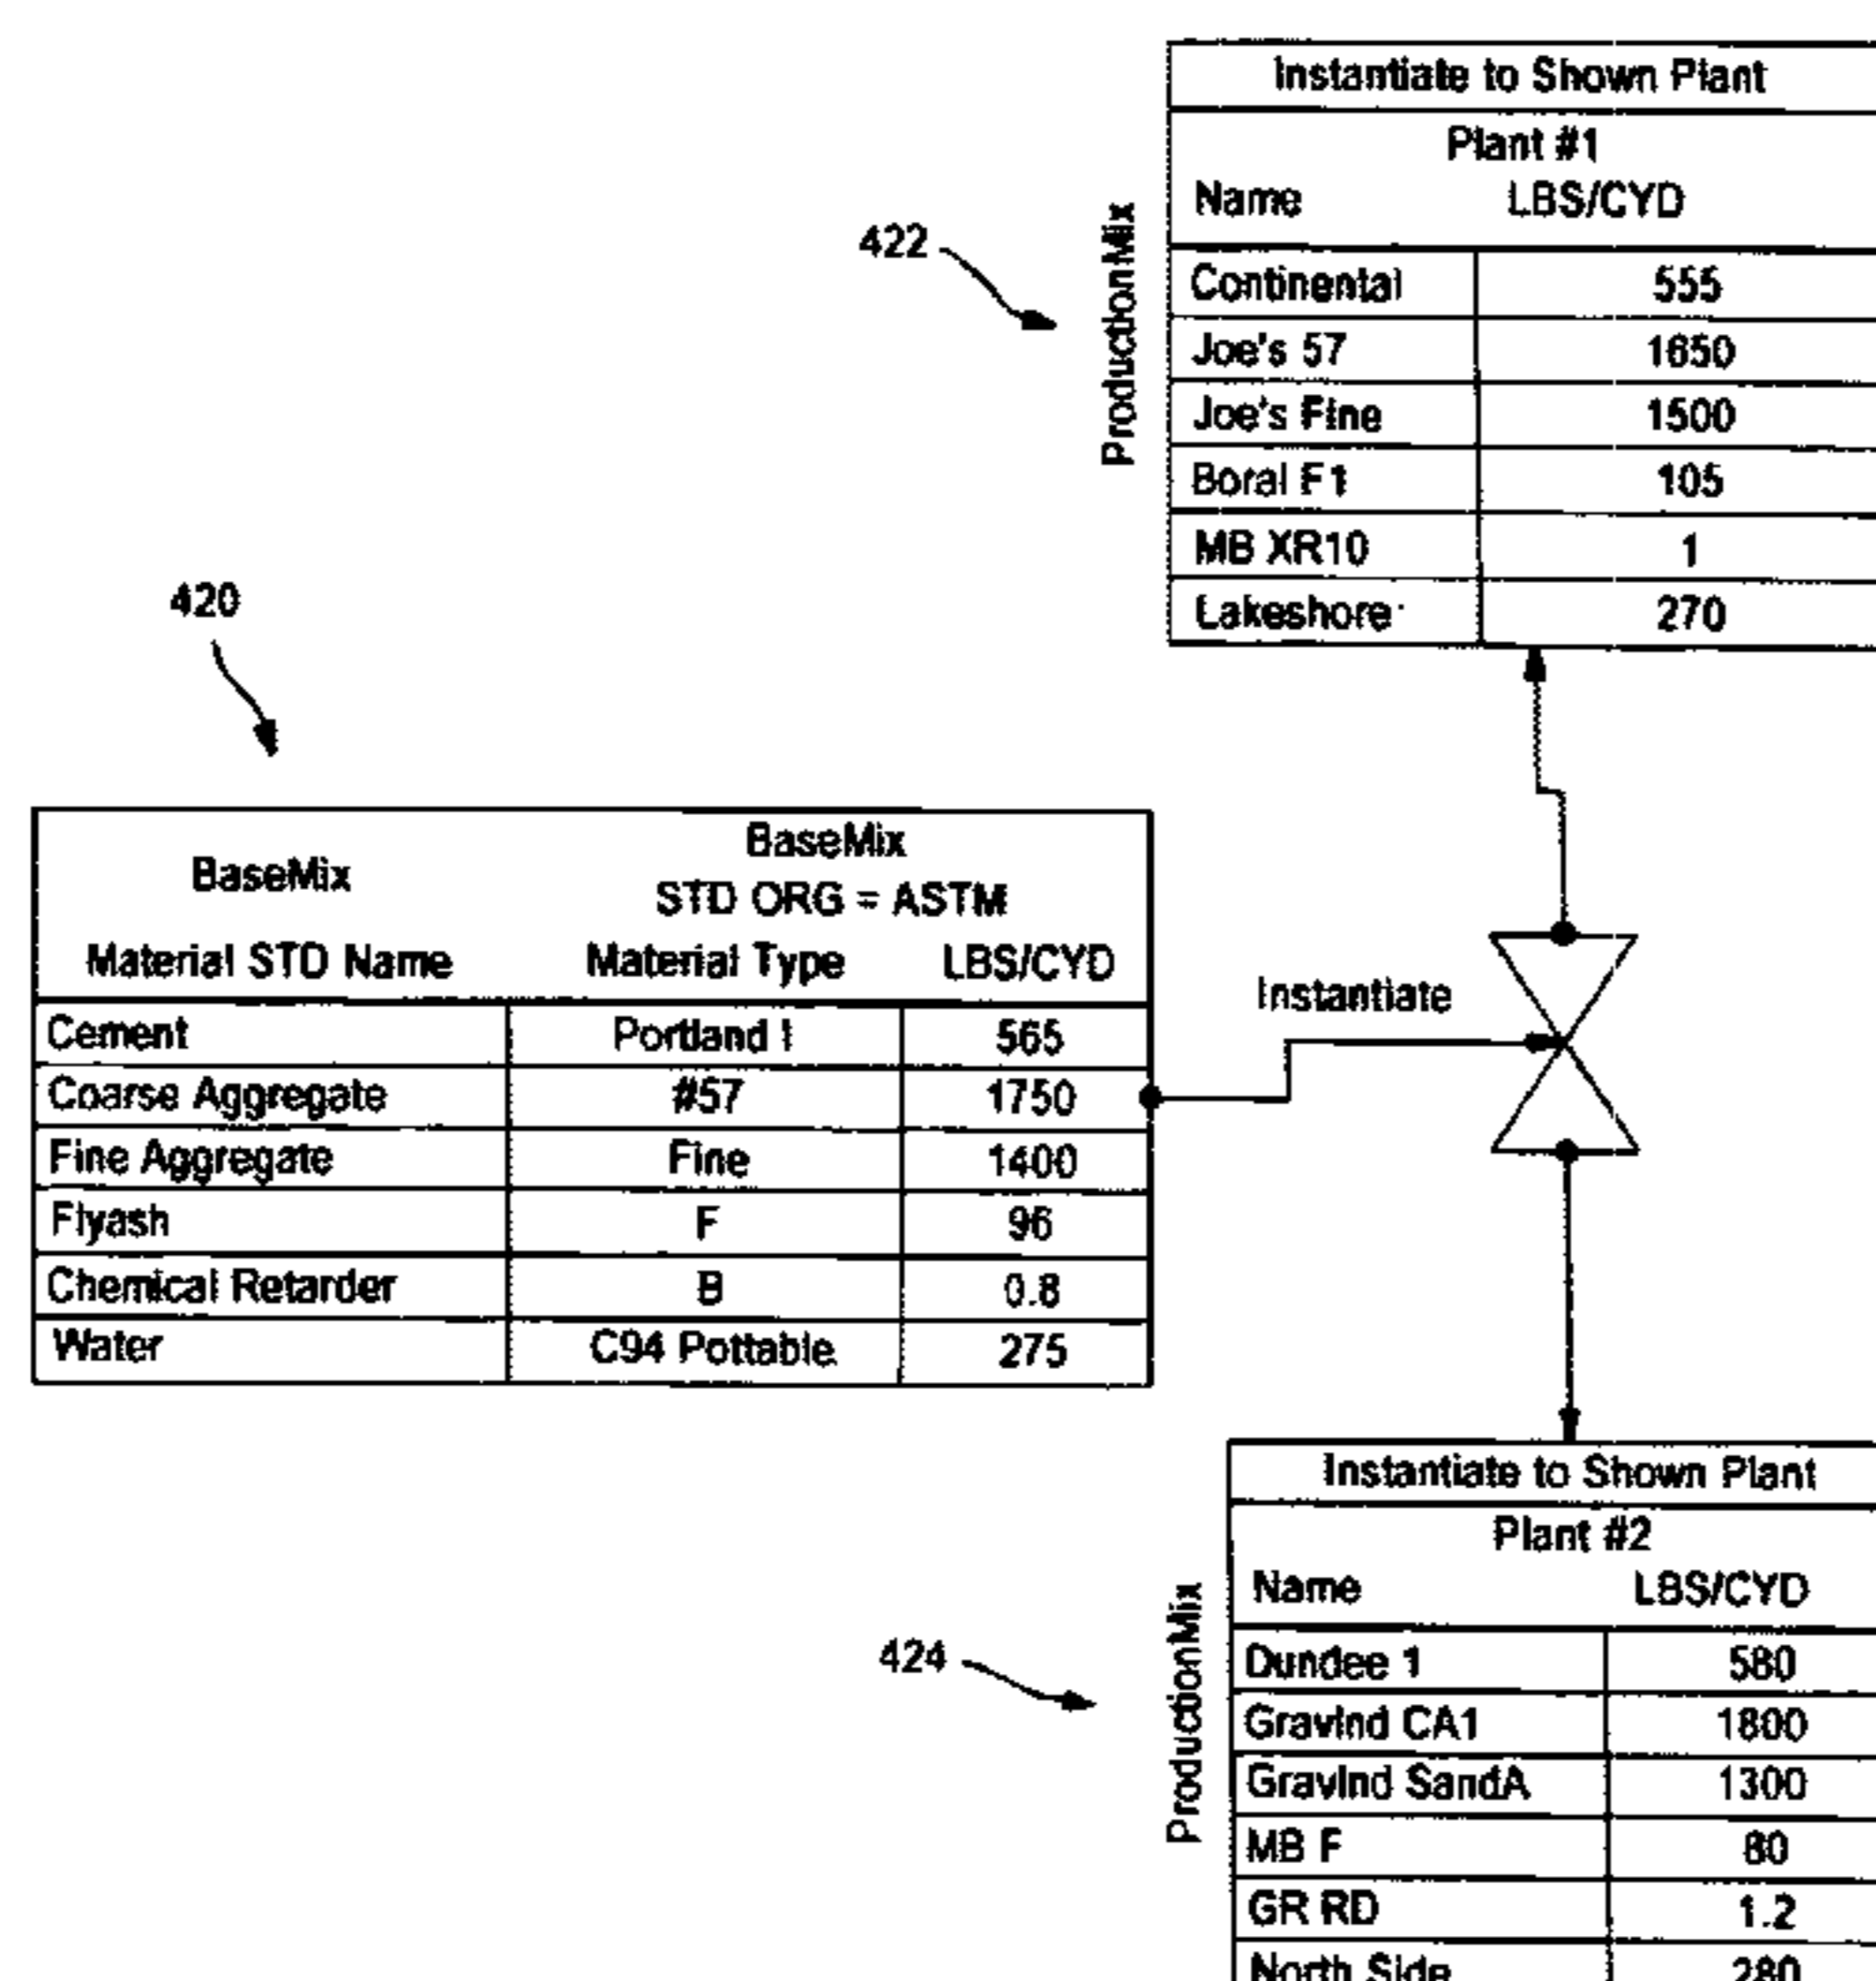 Instantiate to Shown Plant
Plant #1
Name LBS/CYD
422
ProductionMix
Continental 555
Joe's 57 1650
Joe's Fine 1500
Boral F1 105
MB XR10 1
Lakeshore 270
420
BaseMix
BaseMix
STD ORG = ASTM
Material STD Name Material Type LBS/CYD
Cement Portland I 565
Coarse Aggregate #57 1750
Fine Aggregate Fine 1400
Flyash F 96
Chemical Retarder B 0.8
Water C94 Pottable 275
Instantiate
Instantiate to Shown Plant
Plant #2
Name LBS/CYD
424
ProductionMix
Dundee 1 580
GravInd CA1 1800
GravInd SandA 1300
MB F 80
GR RD 1.2
North Side 280